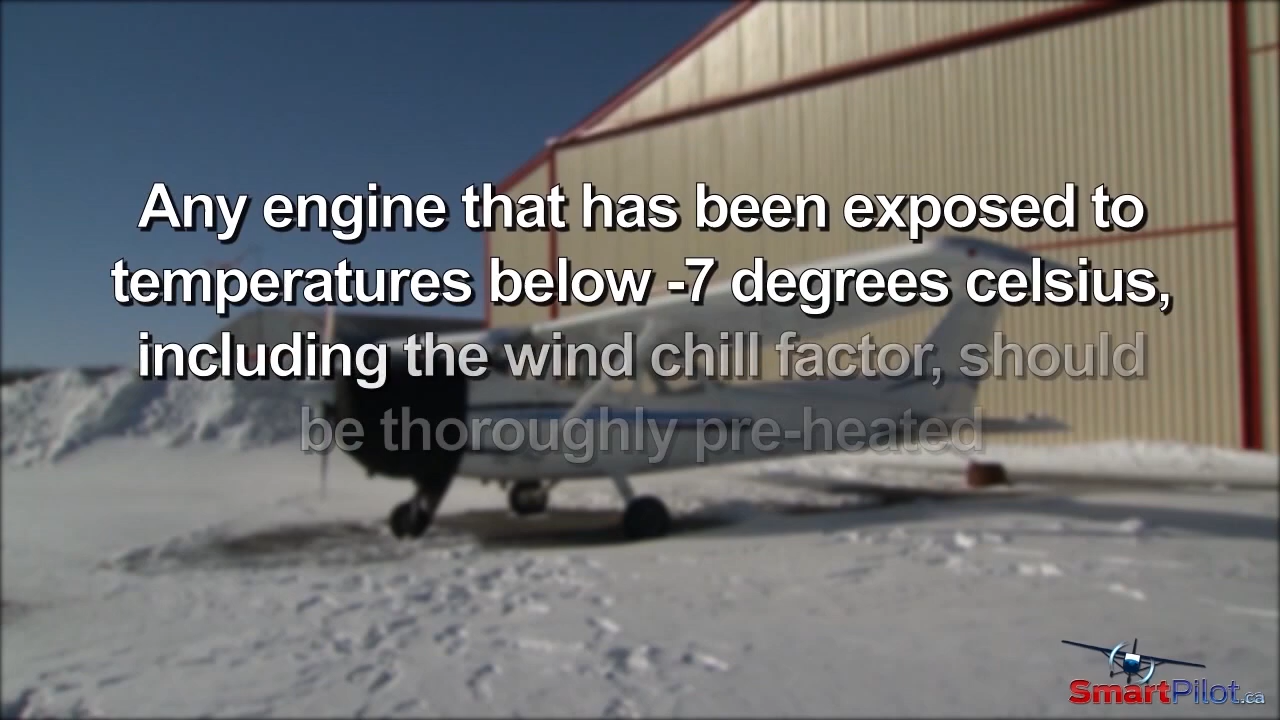 Any engine that has been exposed to
temperatures below -7 degrees celsius,
including the wind chill factor, should
be thoroughly pre-heated
SmartPilot.ca